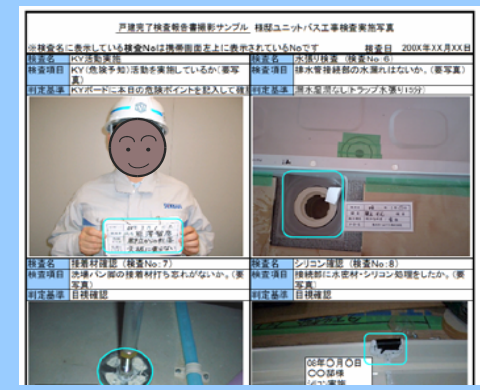 戸建完了検査報告書撮影サンプル 様邸ユニットバス工事検査実施写真
※検査名に表示している検査Noは携帯画面左上に表示されているNoです 検査日 200X年XX月XX日
検査名 KY活動実施
検査項目 KY(危険予知)活動を実施しているか(要写真)
判定基準 KYボードに本日の危険ポイントを記入して
検査名 水張り検査 (検査No:6)
検査項目 排水管接続部の水漏れはないか。(要写真)
判定基準 漏水皆無なし(トラップ水張り15分)
検査名 接着材確認 (検査No:7)
検査項目 洗場パン脚の接着材打ち忘れがないか。(要
写真)
判定基準 目視確認
検査名 シリコン確認 (検査No:8)
検査項目 接続部に水密材・シリコン処理をしたか。(要
写真)
判定基準 目視確認
08年〇月〇日
〇〇邸様